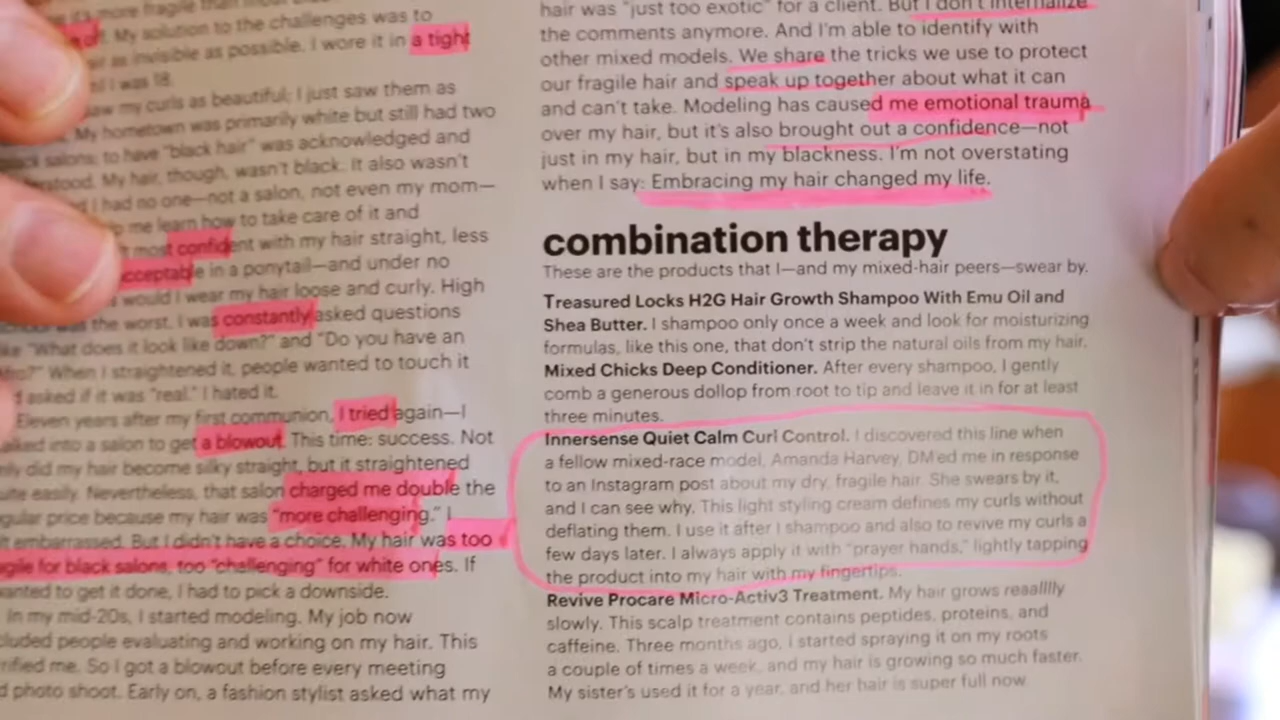 it's more fragile than most
off. My solution to the challenges was to
as invisible as possible. I wore it in a tight
I was 18.
saw my curls as beautiful; I just saw them as
My hometown was primarily white but still had two
black salons; to have "black hair" was acknowledged and
My hair, though, wasn't black. It also wasn't
I had no one—not a salon, not even my mom—
me learn how to take care of it and
most confident with my hair straight, less
acceptable in a ponytail—and under no
would I wear my hair loose and curly. High
the worst. I was constantly asked questions
like "What does it look like down?" and "Do you have an
When I straightened it, people wanted to touch it
asked if it was "real." I hated it.
Eleven years after my first communion, I tried again—I
walked into a salon to get a blowout. This time: success. Not
only did my hair become silky straight, but it straightened
quite easily. Nevertheless, that salon charged me double the
regular price because my hair was "more challenging." I
felt embarrassed. But I didn't have a choice. My hair was too
fragile for black salons, too "challenging" for white ones. If
wanted to get it done, I had to pick a downside.
In my mid-20s, I started modeling. My job now
included people evaluating and working on my hair. This
terrified me. So I got a blowout before every meeting
photo shoot. Early on, a fashion stylist asked what my
hair was "just too exotic" for a client. But I don't internalize
the comments anymore. And I'm able to identify with
other mixed models. We share the tricks we use to protect
our fragile hair and speak up together about what it can
and can't take. Modeling has caused me emotional trauma
over my hair, but it's also brought out a confidence—not
just in my hair, but in my blackness. I'm not overstating
when I say: Embracing my hair changed my life.
combination therapy
These are the products that I—and my mixed-hair peers—swear by.
Treasured Locks H2G Hair Growth Shampoo With Emu Oil and
Shea Butter. I shampoo only once a week and look for moisturizing
formulas, like this one, that don't strip the natural oils from my hair.
Mixed Chicks Deep Conditioner. After every shampoo, I gently
comb a generous dollop from root to tip and leave it in for at least
three minutes.
Innersense Quiet Calm Curl Control. I discovered this line when
a fellow mixed-race model, Amanda Harvey, DMed me in response
to an Instagram post about my dry, fragile hair. She swears by it,
and I can see why. This light styling cream defines my curls without
deflating them. I use it after I shampoo and also to revive my curls a
few days later. I always apply it with "prayer hands," lightly tapping
the product into my hair with my fingertips.
Revive Procare Micro-Activ3 Treatment. My hair grows reaallllly
slowly. This scalp treatment contains peptides, proteins, and
caffeine. Three months ago, I started spraying it on my roots
a couple of times a week, and my hair is growing so much faster.
My sister's used it for a year, and her hair is super full now.